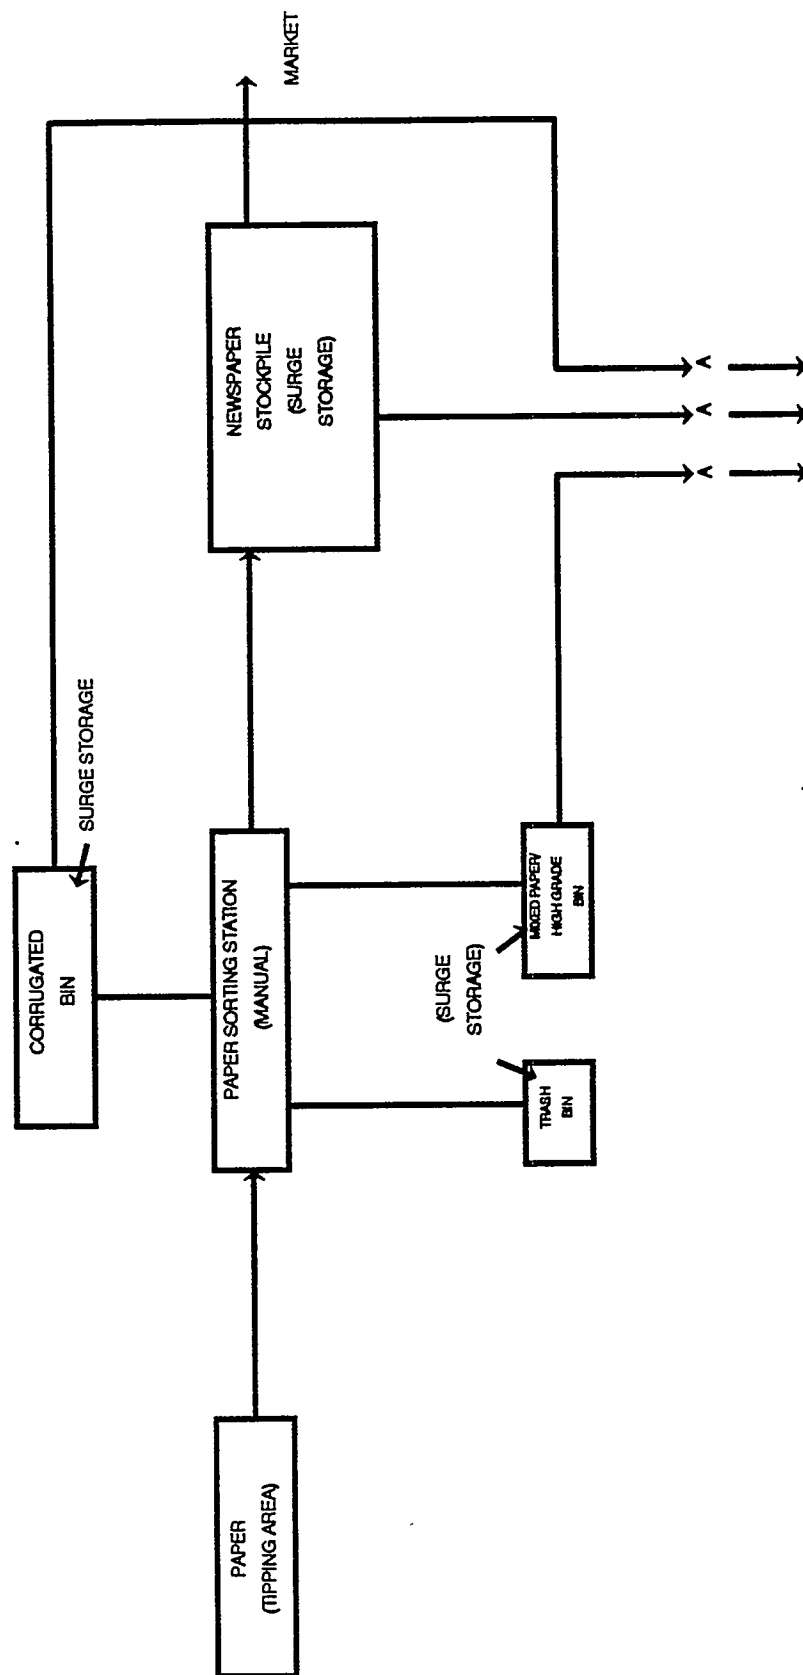 PAPER
(TIPPING AREA)
CORRUGATED
BIN
SURGE STORAGE
PAPER SORTING STATION
(MANUAL)
TRASH
BIN
(SURGE
STORAGE)
MIXED PAPER/
HIGH GRADE
BIN
NEWSPAPER
STOCKPILE
(SURGE
STORAGE)
MARKET
A
A
A